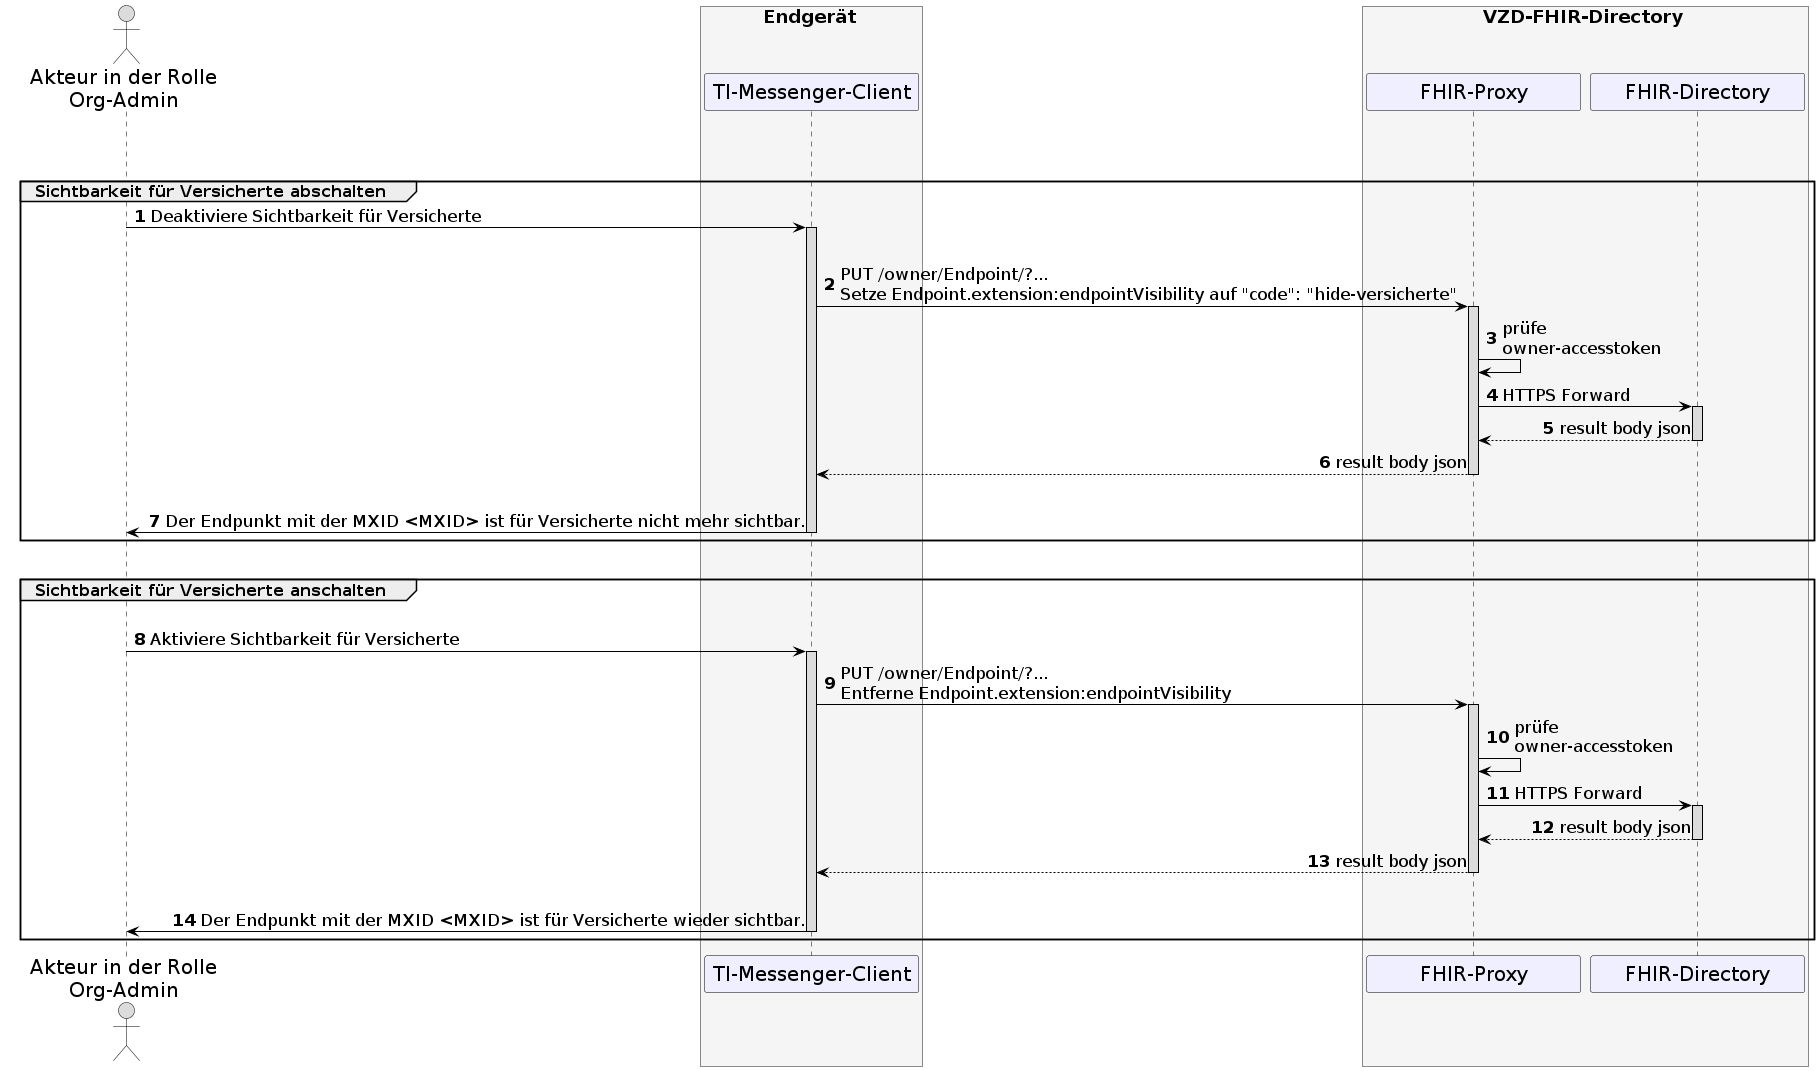 Endgerät
VZD-FHIR-Directory
Akteur in der Rolle
Org-Admin
TI-Messenger-Client
FHIR-Proxy
FHIR-Directory
Sichtbarkeit für Versicherte abschalten
1 Deaktiviere Sichtbarkeit für Versicherte
2 PUT /owner/Endpoint/?...
Setze Endpoint.extension:endpointVisibility auf "code": "hide-versicherte"
3 prüfe
owner-accesstoken
4 HTTPS Forward
5 result body json
6 result body json
7 Der Endpunkt mit der MXID <MXID> ist für Versicherte nicht mehr sichtbar.
Sichtbarkeit für Versicherte anschalten
8 Aktiviere Sichtbarkeit für Versicherte
9 PUT /owner/Endpoint/?...
Entferne Endpoint.extension:endpointVisibility
10 prüfe
owner-accesstoken
11 HTTPS Forward
12 result body json
13 result body json
14 Der Endpunkt mit der MXID <MXID> ist für Versicherte wieder sichtbar.
Akteur in der Rolle
Org-Admin
TI-Messenger-Client
FHIR-Proxy
FHIR-Directory